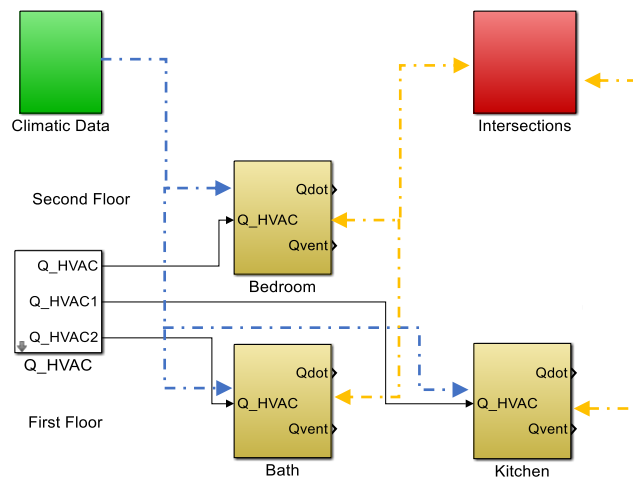 Climatic Data
Intersections
Second Floor
Qdot
Q_HVAC
Qvent
Bedroom
Q_HVAC
Q_HVAC1
Q_HVAC2
Q_HVAC
First Floor
Qdot
Q_HVAC
Qvent
Bath
Qdot
Q_HVAC
Qvent
Kitchen